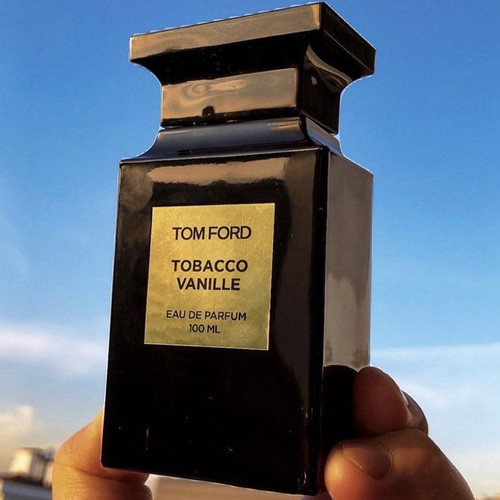 TOM FORD
TOBACCO
VANILLE
EAU DE PARFUM
100 ML